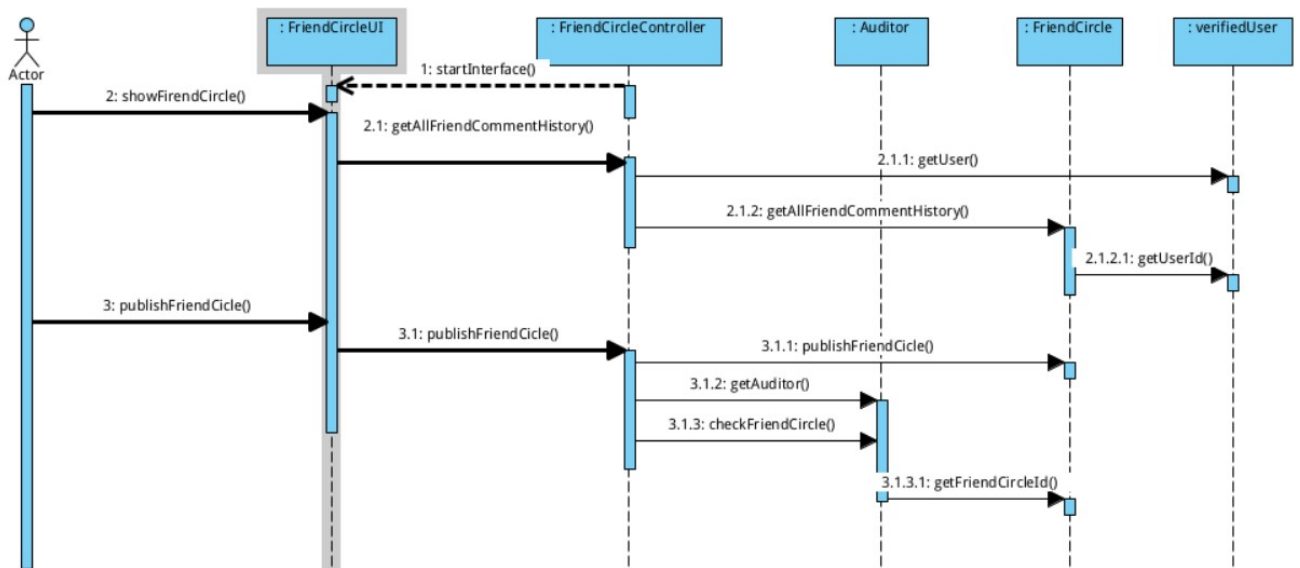 : FriendCircleUI
: FriendCircleController
: Auditor
: FriendCircle
: verifiedUser
Actor
1: startInterface()
2: showFirendCircle()
2.1: getAllFriendCommentHistory()
2.1.1: getUser()
2.1.2: getAllFriendCommentHistory()
2.1.2.1: getUserId()
3: publishFriendCicle()
3.1: publishFriendCicle()
3.1.1: publishFriendCicle()
3.1.2: getAuditor()
3.1.3: checkFriendCircle()
3.1.3.1: getFriendCircleId()